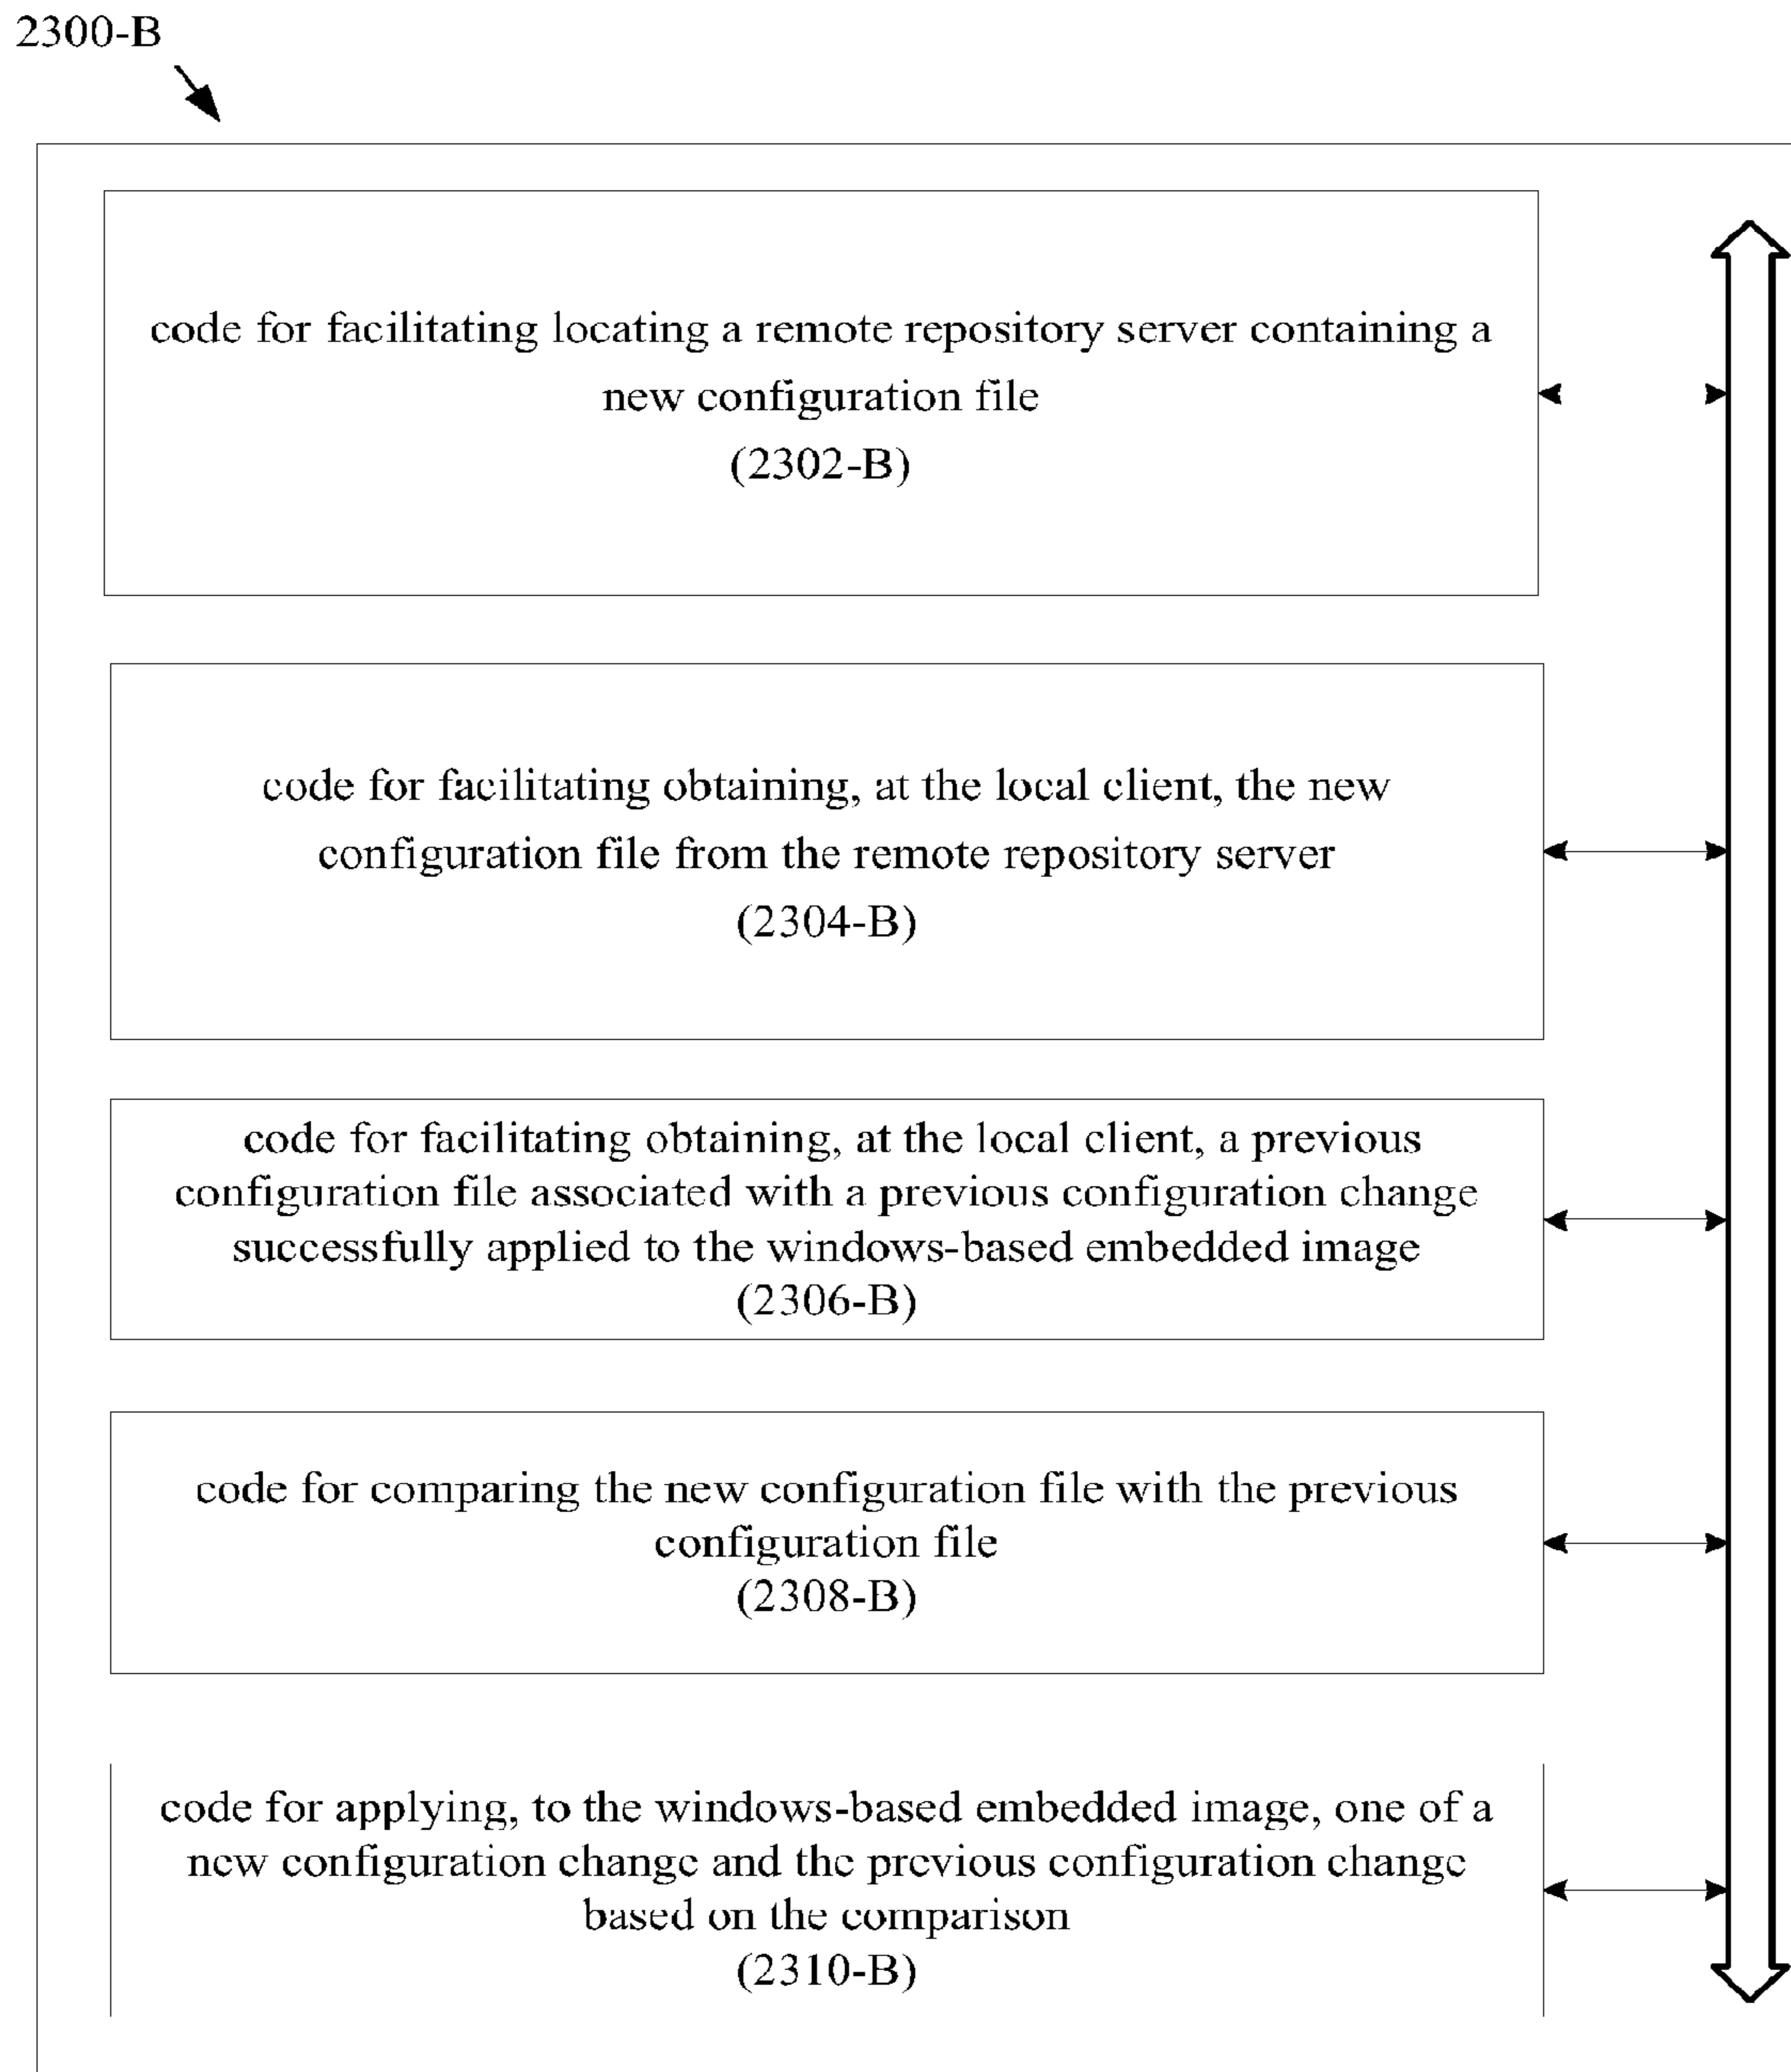 2300-B
code for facilitating locating a remote repository server containing a
new configuration file
(2302-B)
code for facilitating obtaining, at the local client, the new
configuration file from the remote repository server
(2304-B)
code for facilitating obtaining, at the local client, a previous
configuration file associated with a previous configuration change
successfully applied to the windows-based embedded image
(2306-B)
code for comparing the new configuration file with the previous
configuration file
(2308-B)
code for applying, to the windows-based embedded image, one of a
new configuration change and the previous configuration change
based on the comparison
(2310-B)